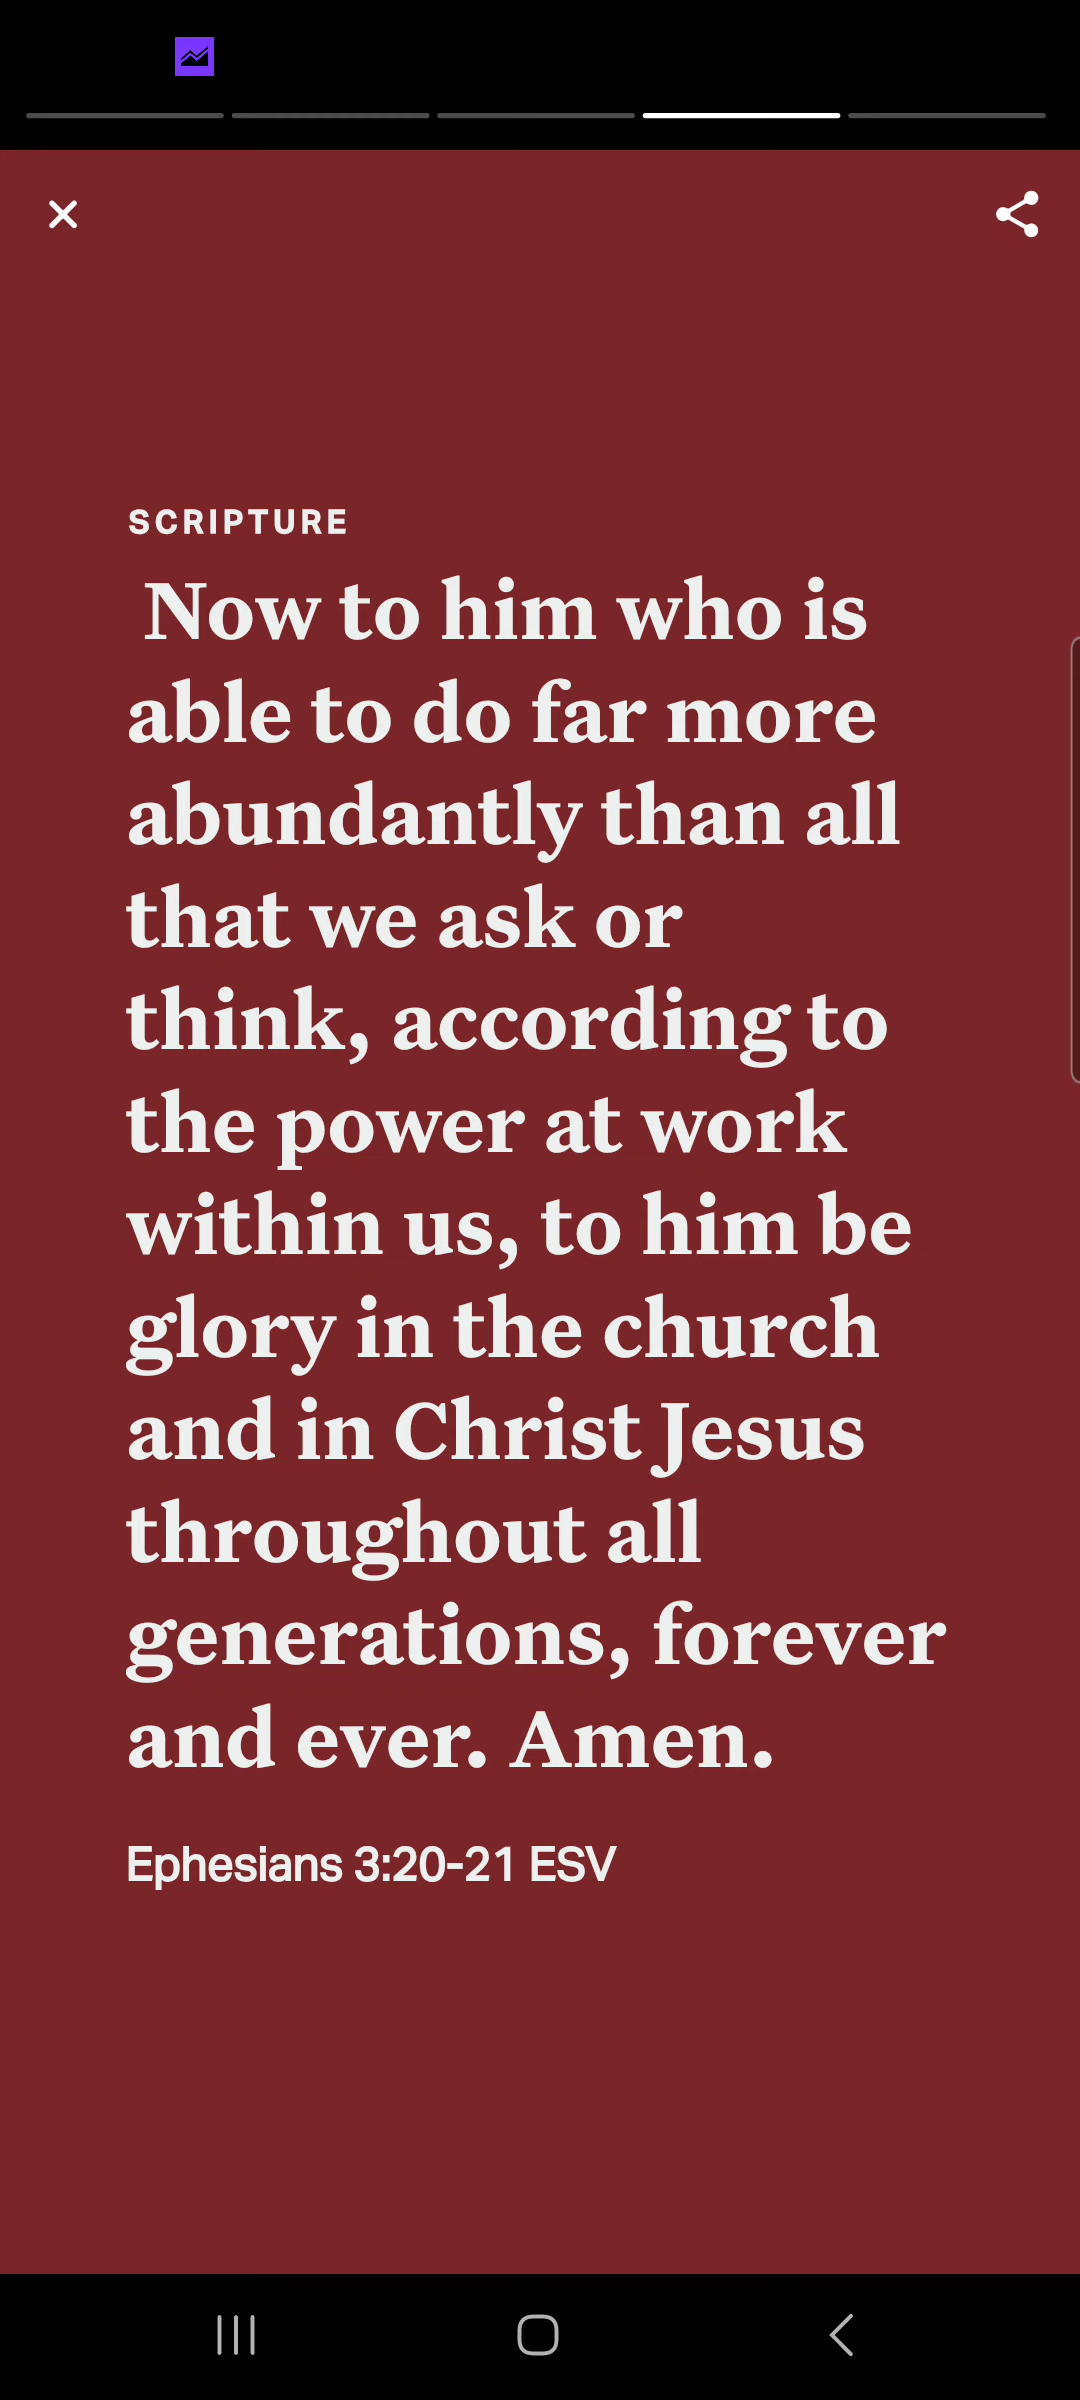 SCRIPTURE
Now to him who is
able to do far more
abundantly than all
that we ask or
think, according to
the power at work
within us, to him be
glory in the church
and in Christ Jesus
throughout all
generations, forever
and ever. Amen.
Ephesians 3:20-21 ESV